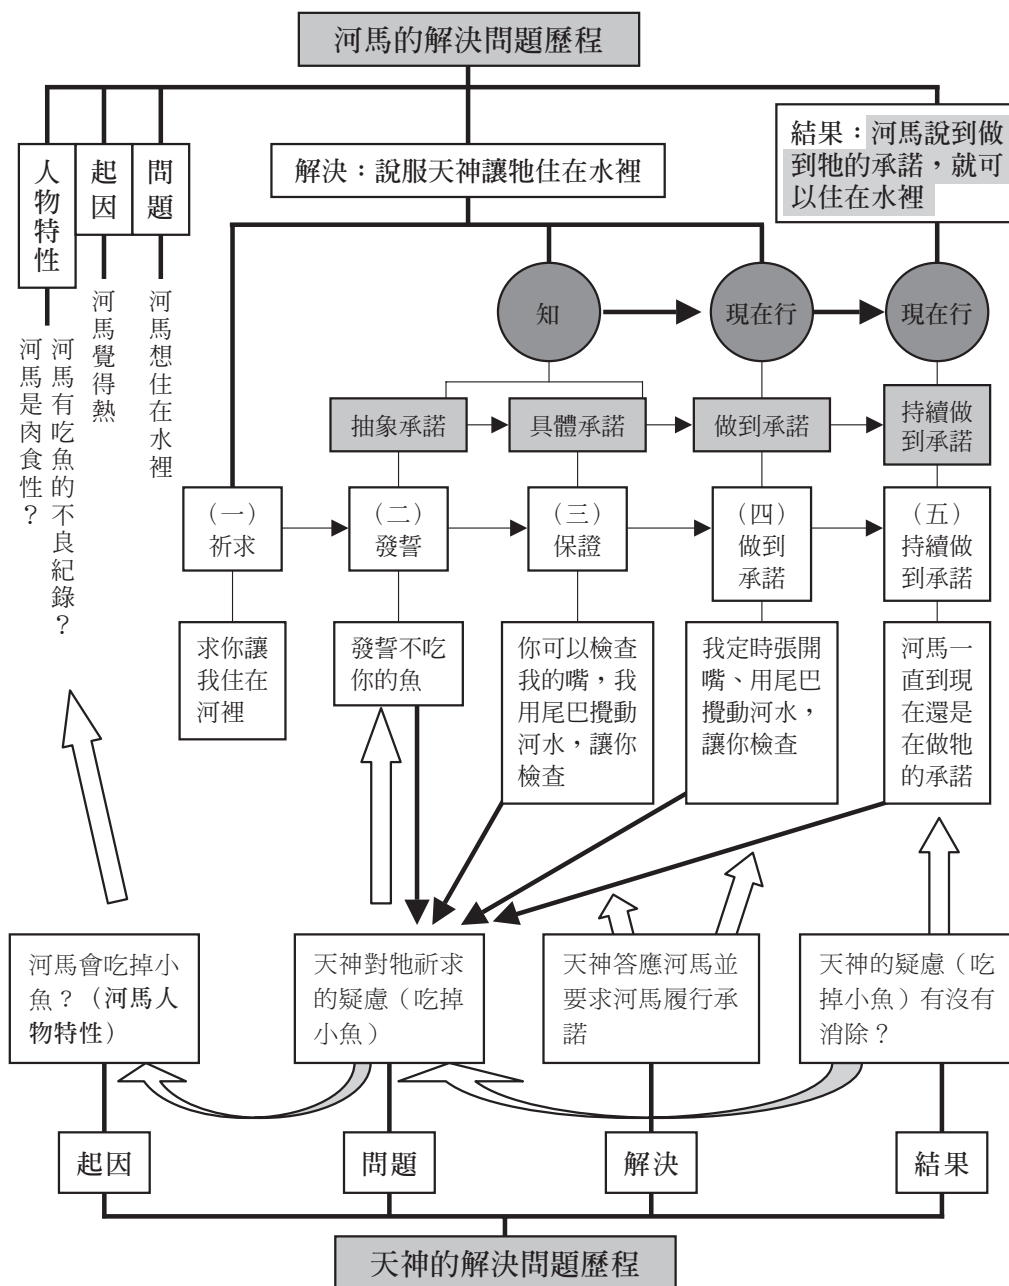 河馬的解決問題歷程
人物特性
起因
問題
解決：說服天神讓牠住在水裡
結果：河馬說到做
到牠的承諾，就可
以住在水裡
河馬有吃魚的不良紀錄？
河馬是肉食性？
河馬覺得熱
河馬想住在水裡
知
現在行
現在行
抽象承諾
具體承諾
做到承諾
持續做
到承諾
（一）
祈求
（二）
發誓
（三）
保證
（四）
做到
承諾
（五）
持續做
到承諾
求你讓
我住在
河裡
發誓不吃
你的魚
你可以檢查
我的嘴，我
用尾巴攪動
河水，讓你
檢查
我定時張開
嘴、用尾巴
攪動河水，
讓你檢查
河馬一
直到現
在還是
在做牠
的承諾
河馬會吃掉小
魚？（河馬人
物特性）
天神對牠祈求
的疑慮（吃掉
小魚）
天神答應河馬並
要求河馬履行承
諾
天神的疑慮（吃
掉小魚）有沒有
消除？
起因
問題
解決
結果
天神的解決問題歷程